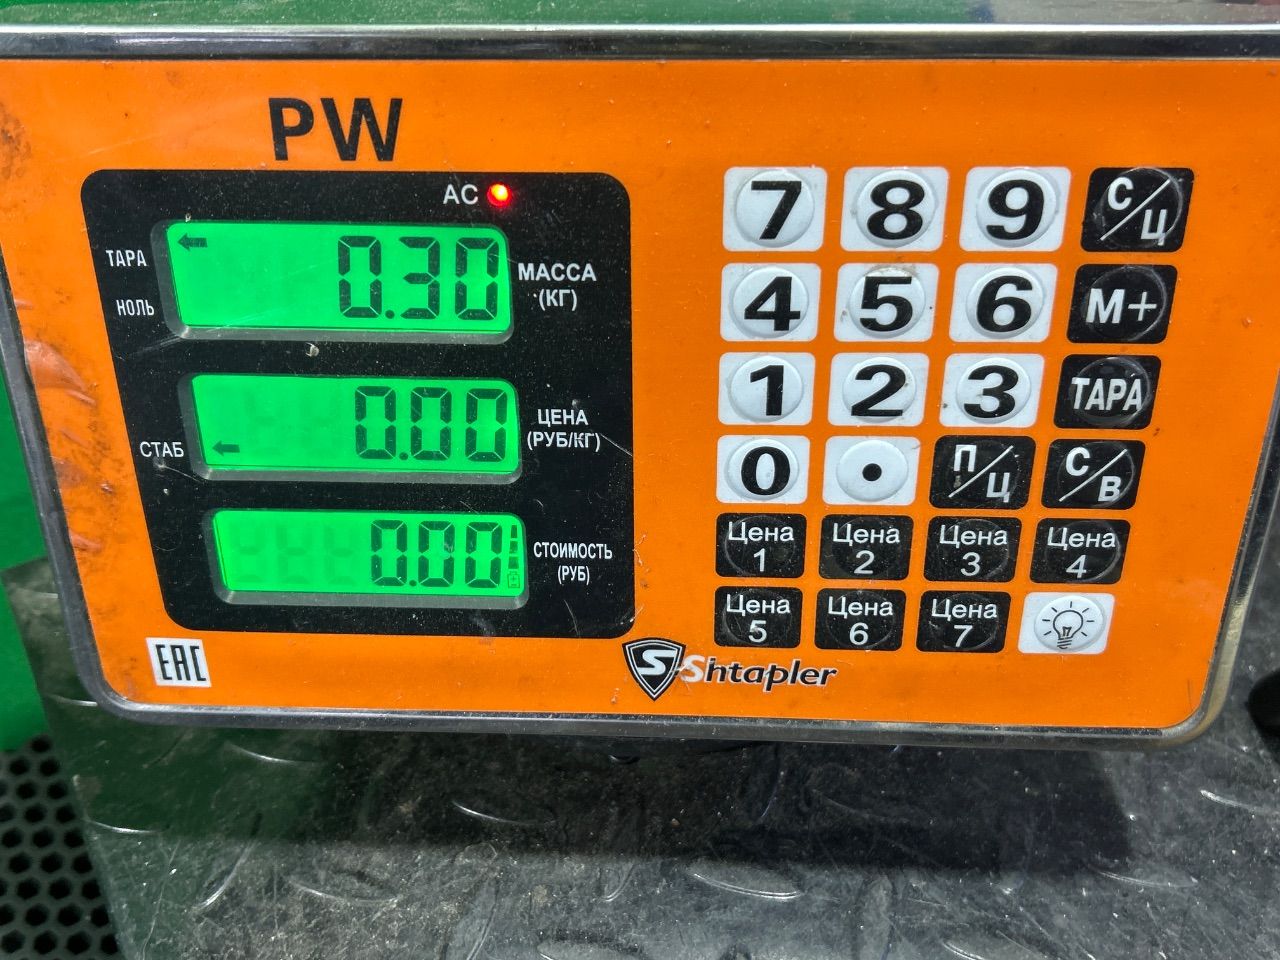 PW
AC
ТАРА
НОЛЬ
0.30
МАССА
(КГ)
СТАБ
0.00
ЦЕНА
(РУБ/КГ)
0.00
СТОИМОСТЬ
(РУБ)
7 8 9 С/Ц
4 5 6 М+
1 2 3 ТАРА
0 . П/Ц С/В
Цена 1 Цена 2 Цена 3 Цена 4
Цена 5 Цена 6 Цена 7
EAC
S Shtapler